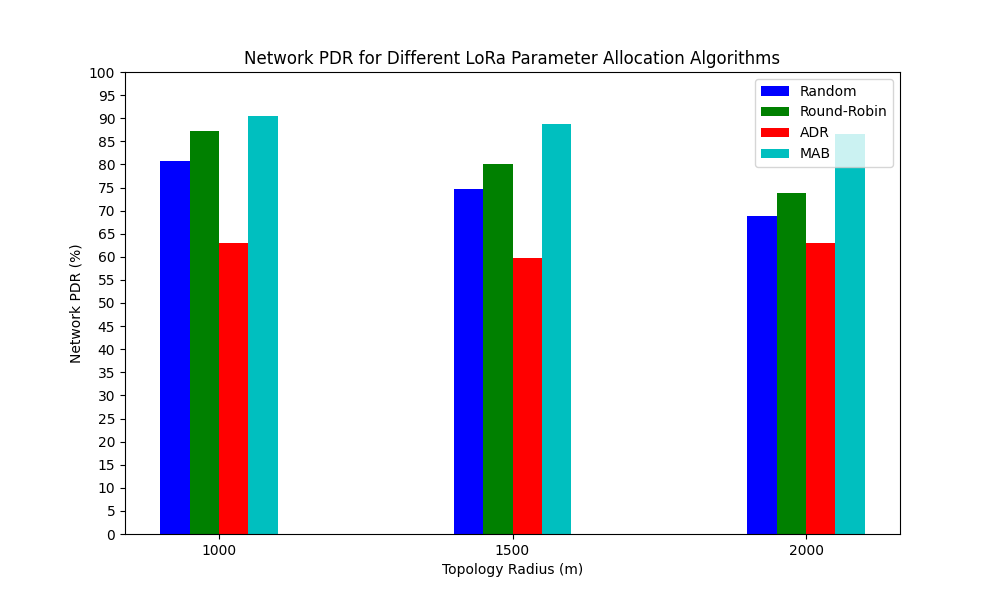 Network PDR for Different LoRa Parameter Allocation Algorithms
100
95
90
85
80
75
70
65
60
55
50
45
40
35
30
25
20
15
10
5
0
Network PDR (%)
Random
Round-Robin
ADR
MAB
1000 1500 2000
Topology Radius (m)